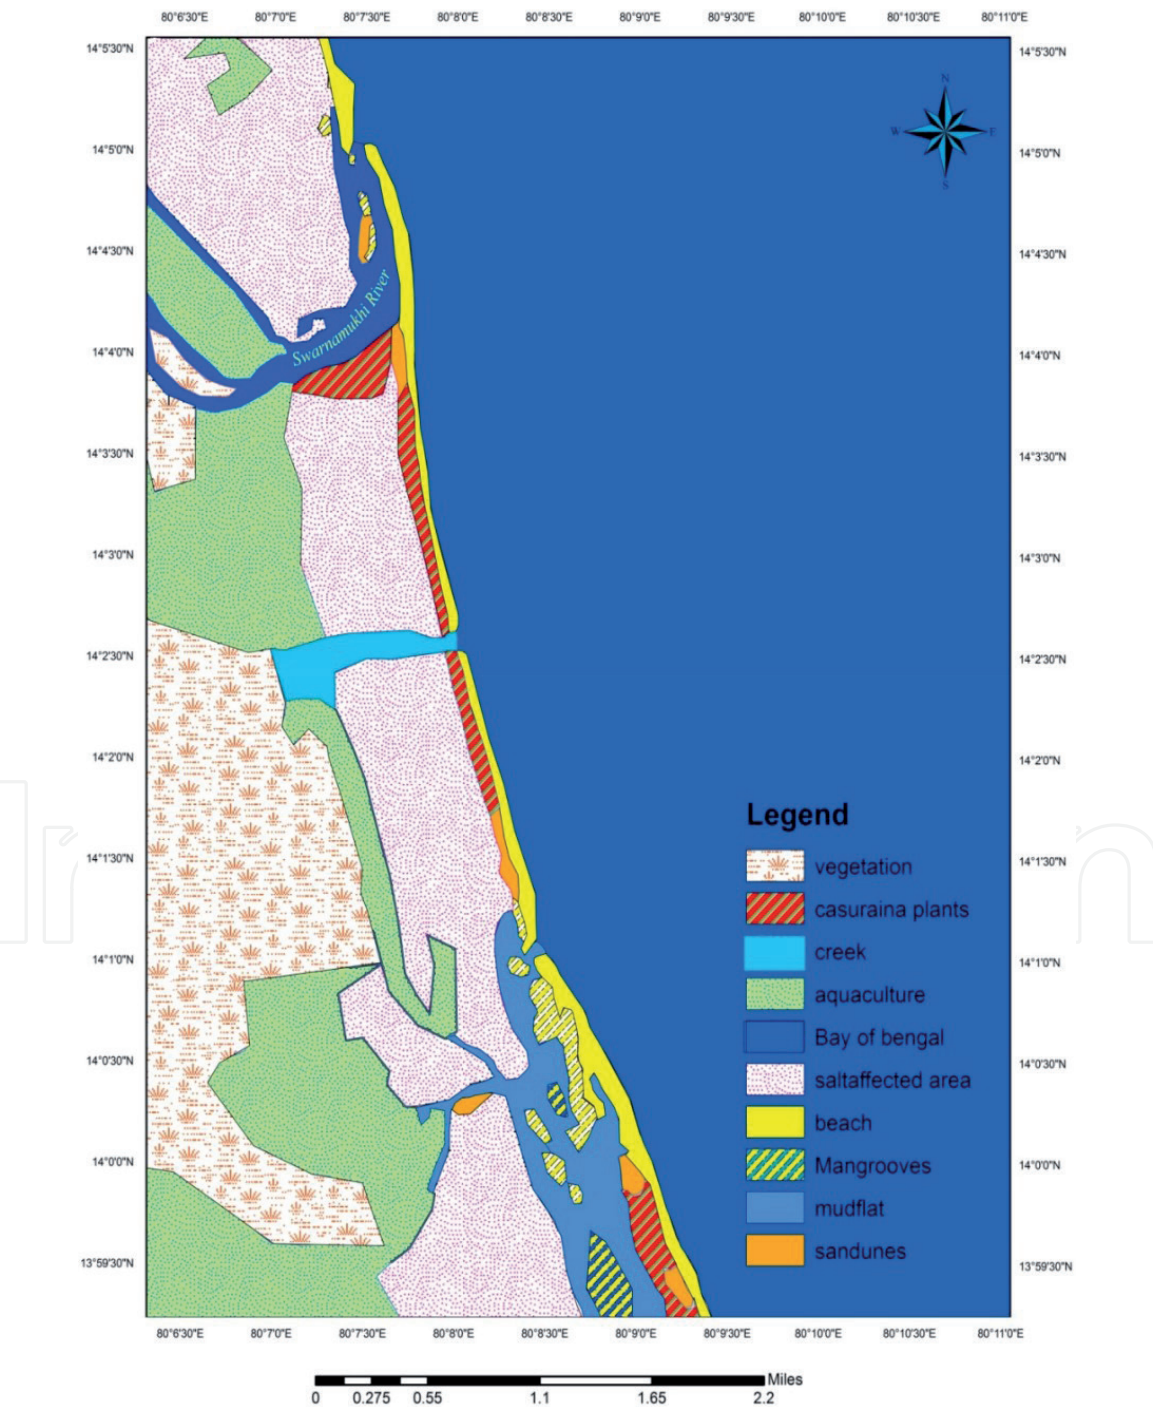 80°6'30"E 80°7'0"E 80°7'30"E 80°8'0"E 80°8'30"E 80°9'0"E 80°9'30"E 80°10'0"E 80°10'30"E 80°11'0"E
14°5'30"N 14°5'30"N
N
W E
S
14°5'0"N 14°5'0"N
14°4'30"N 14°4'30"N
Swarnamukhi River
14°4'0"N 14°4'0"N
14°3'30"N 14°3'30"N
14°3'0"N 14°3'0"N
14°2'30"N 14°2'30"N
14°2'0"N 14°2'0"N
Legend
14°1'30"N 14°1'30"N
vegetation
casuraina plants
creek
14°1'0"N 14°1'0"N
aquaculture
Bay of bengal
14°0'30"N 14°0'30"N
saltaffected area
beach
14°0'0"N 14°0'0"N
Mangrooves
mudflat
sandunes
13°59'30"N 13°59'30"N
80°6'30"E 80°7'0"E 80°7'30"E 80°8'0"E 80°8'30"E 80°9'0"E 80°9'30"E 80°10'0"E 80°10'30"E 80°11'0"E
Miles
0 0.275 0.55 1.1 1.65 2.2